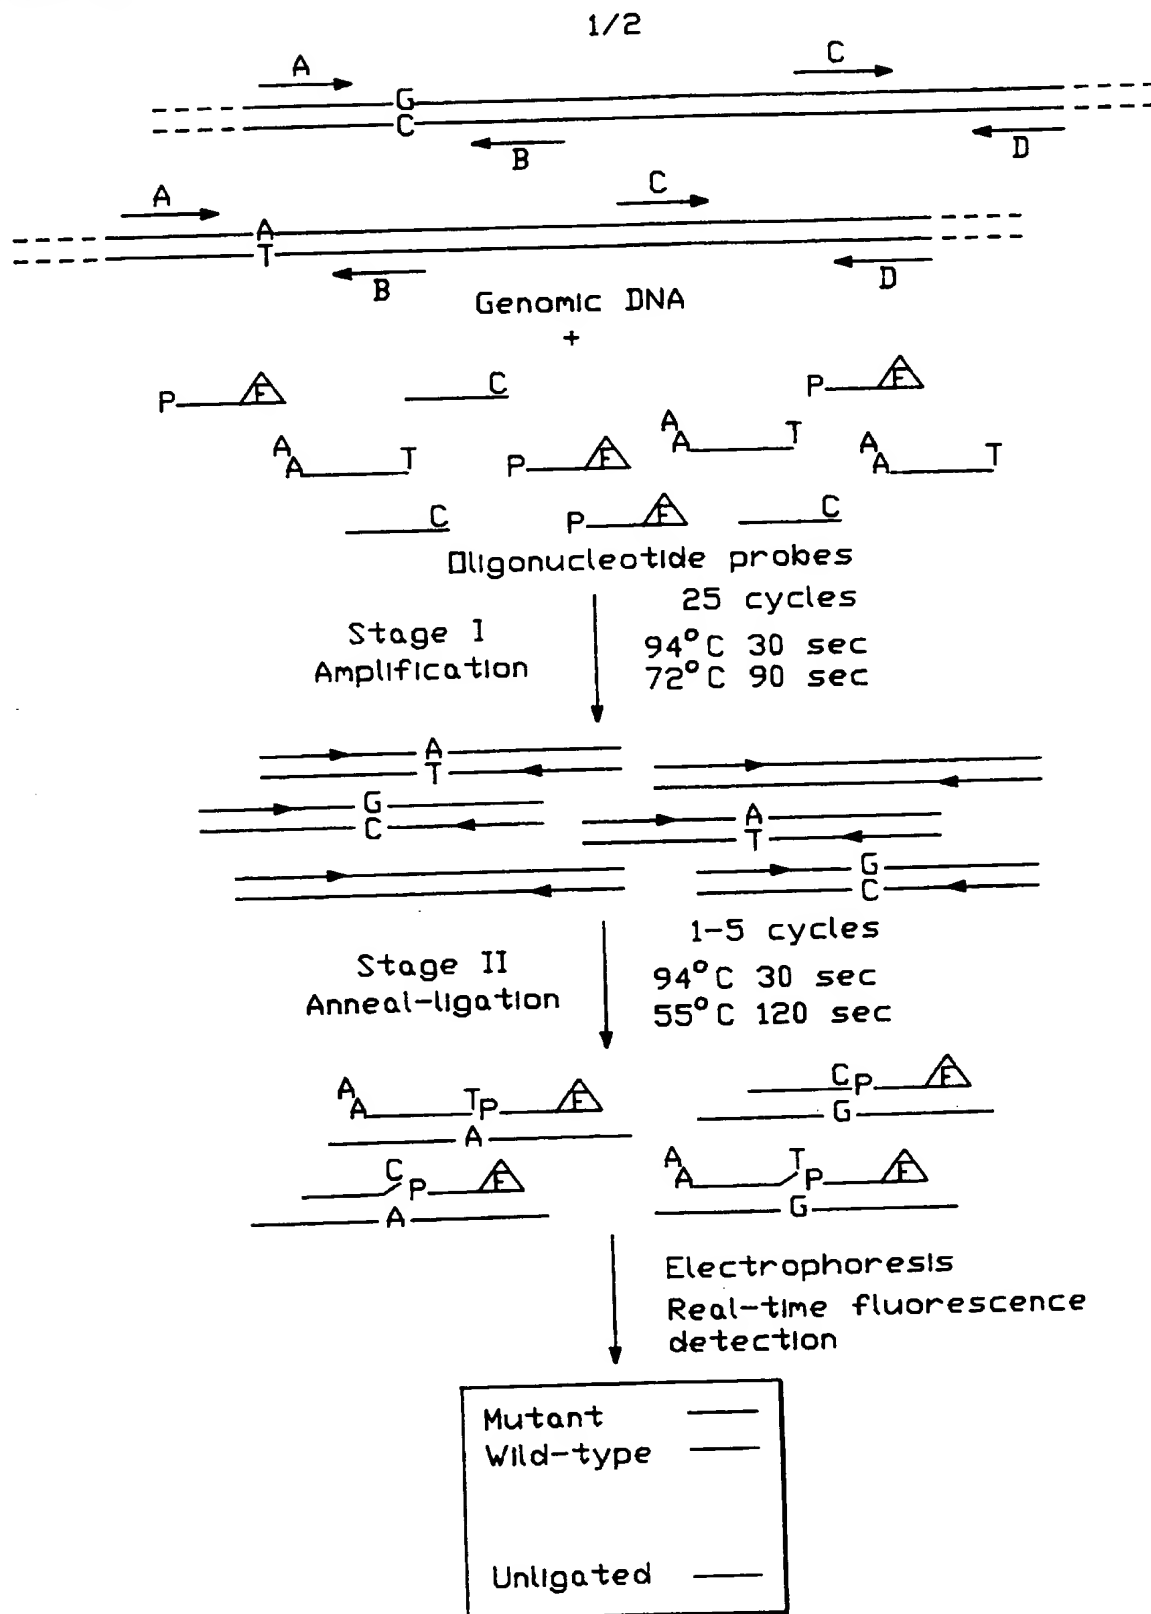 1/2
A C
G
C
B D
A C
A
T
B D
Genomic DNA
+
P F C P F
A A T P F A A T A A T
C P F C
Oligonucleotide probes
25 cycles
Stage I
Amplification
94°C 30 sec
72°C 90 sec
A
T
G
C
A
T
G
C
1-5 cycles
Stage II
Anneal-ligation
94°C 30 sec
55°C 120 sec
A A T P F
A
C P F
G
C P F
A
A A T P F
G
Electrophoresis
Real-time fluorescence
detection
Mutant
Wild-type
Unligated